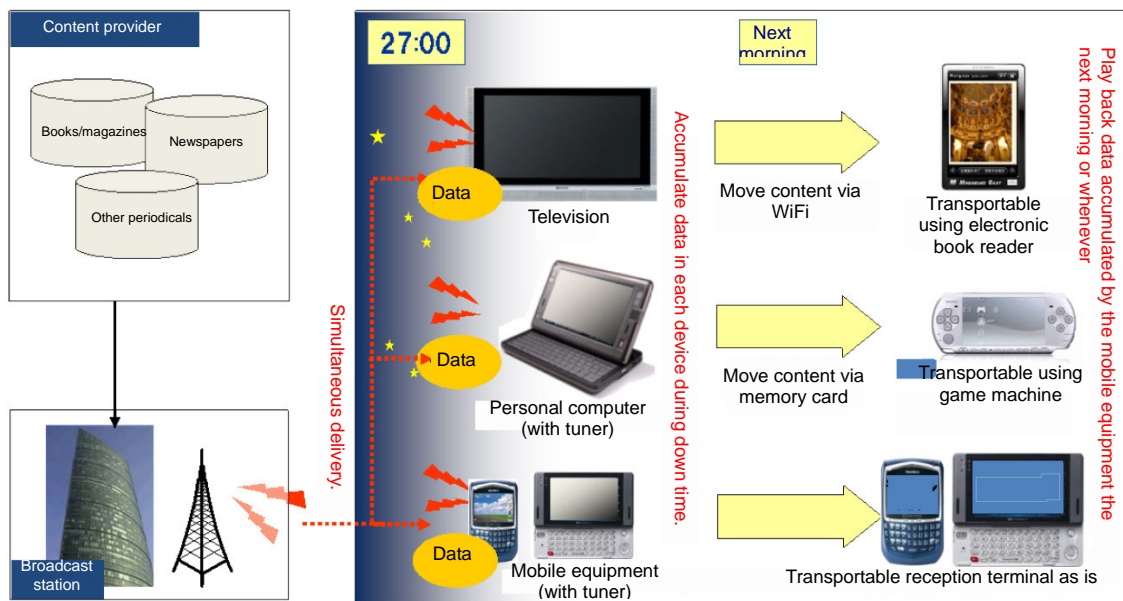 Content provider
Books/magazines
Newspapers
Other periodicals
Broadcast
station
Simultaneous delivery.
27:00
Data
Television
Data
Personal computer
(with tuner)
Data
Mobile equipment
(with tuner)
Accumulate data in each device during down time.
Next
morning
Move content via
WiFi
Transportable
using electronic
book reader
Move content via
memory card
Transportable using
game machine
Transportable reception terminal as is
Play back data accumulated by the mobile equipment the
next morning or whenever